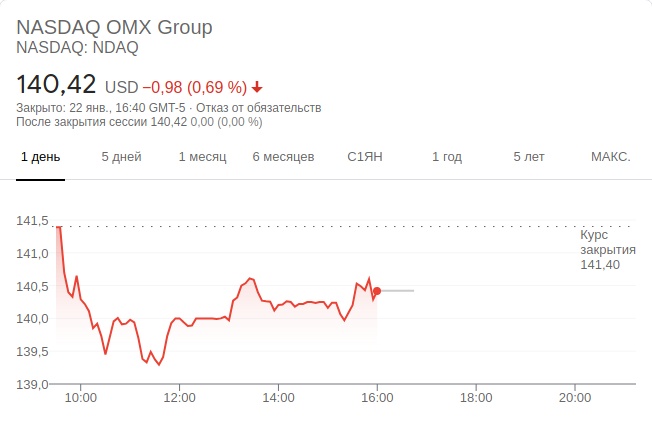 NASDAQ OMX Group
NASDAQ: NDAQ
140,42 USD −0,98 (0,69 %)
Закрыто: 22 янв., 16:40 GMT-5 · Отказ от обязательств
После закрытия сессии 140,42 0,00 (0,00 %)
1 день 5 дней 1 месяц 6 месяцев С1ЯН 1 год 5 лет МАКС.
141,5
Курс
закрытия
141,40
141,0
140,5
140,0
139,5
139,0
10:00 12:00 14:00 16:00 18:00 20:00